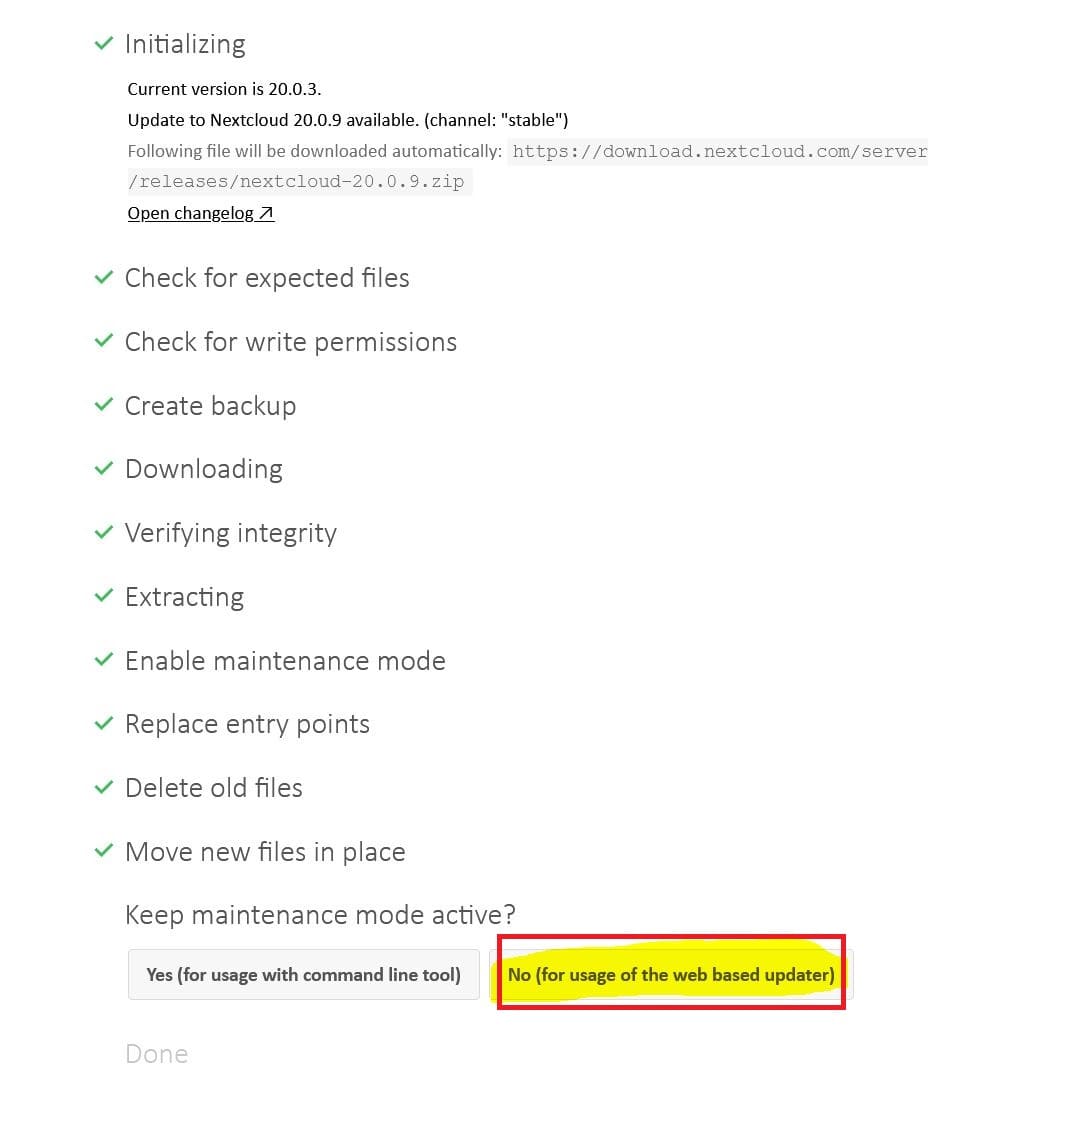 Initializing
Current version is 20.0.3.
Update to Nextcloud 20.0.9 available. (channel: "stable")
Following file will be downloaded automatically: https://download.nextcloud.com/server
/releases/nextcloud-20.0.9.zip
Open changelog ↗
Check for expected files
Check for write permissions
Create backup
Downloading
Verifying integrity
Extracting
Enable maintenance mode
Replace entry points
Delete old files
Move new files in place
Keep maintenance mode active?
Yes (for usage with command line tool) No (for usage of the web based updater)
Done